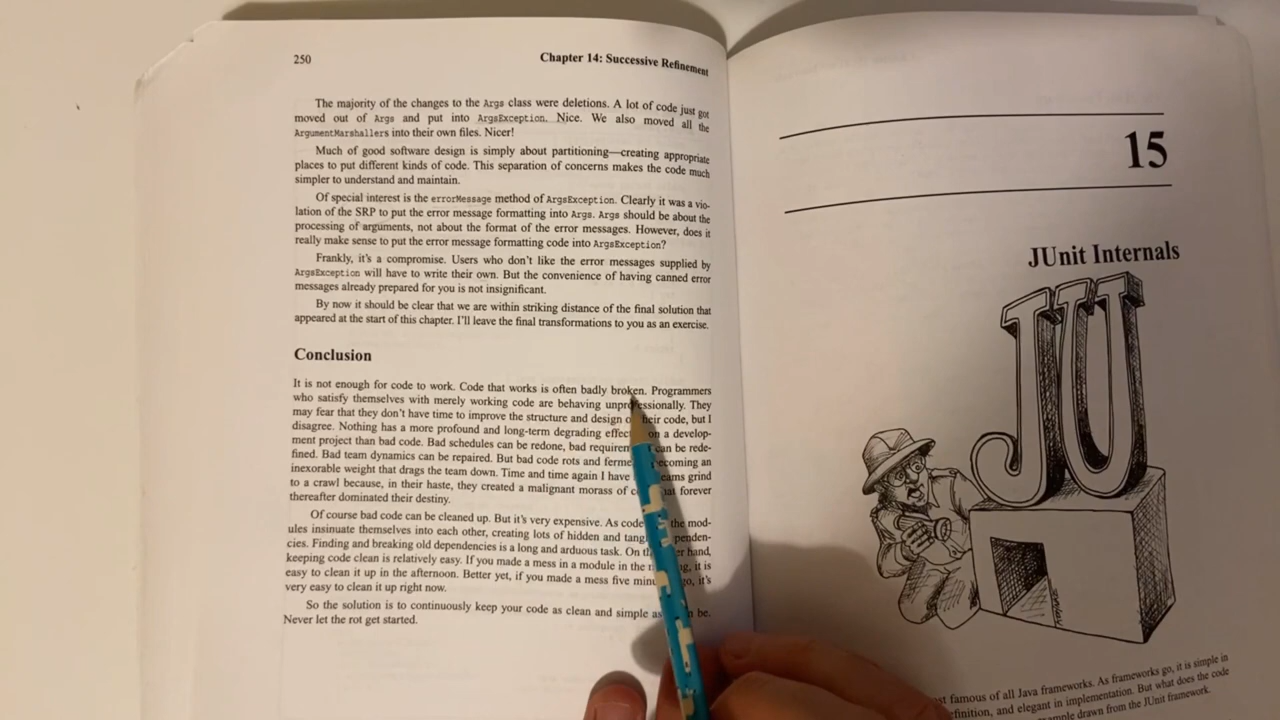 250
Chapter 14: Successive Refinement
The majority of the changes to the Args class were deletions. A lot of code just got
moved out of Args and put into ArgsException. Nice. We also moved all the
ArgumentMarshallers into their own files. Nicer!
Much of good software design is simply about partitioning—creating appropriate
places to put different kinds of code. This separation of concerns makes the code much
simpler to understand and maintain.
Of special interest is the errorMessage method of ArgsException. Clearly it was a vio-
lation of the SRP to put the error message formatting into Args. Args should be about the
processing of arguments, not about the format of the error messages. However, does it
really make sense to put the error message formatting code into ArgsException?
Frankly, it's a compromise. Users who don't like the error messages supplied by
ArgsException will have to write their own. But the convenience of having canned error
messages already prepared for you is not insignificant.
By now it should be clear that we are within striking distance of the final solution that
appeared at the start of this chapter. I'll leave the final transformations to you as an exercise.
Conclusion
It is not enough for code to work. Code that works is often badly broken. Programmers
who satisfy themselves with merely working code are behaving unprofessionally. They
may fear that they don't have time to improve the structure and design of their code, but I
disagree. Nothing has a more profound and long-term degrading effect on a develop-
ment project than bad code. Bad schedules can be redone, bad requirem can be rede-
fined. Bad team dynamics can be repaired. But bad code rots and ferme becoming an
inexorable weight that drags the team down. Time and time again I have teams grind
to a crawl because, in their haste, they created a malignant morass of c that forever
thereafter dominated their destiny.
Of course bad code can be cleaned up. But it's very expensive. As code the mod-
ules insinuate themselves into each other, creating lots of hidden and tangl penden-
cies. Finding and breaking old dependencies is a long and arduous task. On the other hand,
keeping code clean is relatively easy. If you made a mess in a module in the m ng, it is
easy to clean it up in the afternoon. Better yet, if you made a mess five minu go, it's
very easy to clean it up right now.
So the solution is to continuously keep your code as clean and simple as n be.
Never let the rot get started.
15
JUnit Internals
JU
st famous of all Java frameworks. As frameworks go, it is simple in
finition, and elegant in implementation. But what does the code
ample drawn from the JUnit framework.